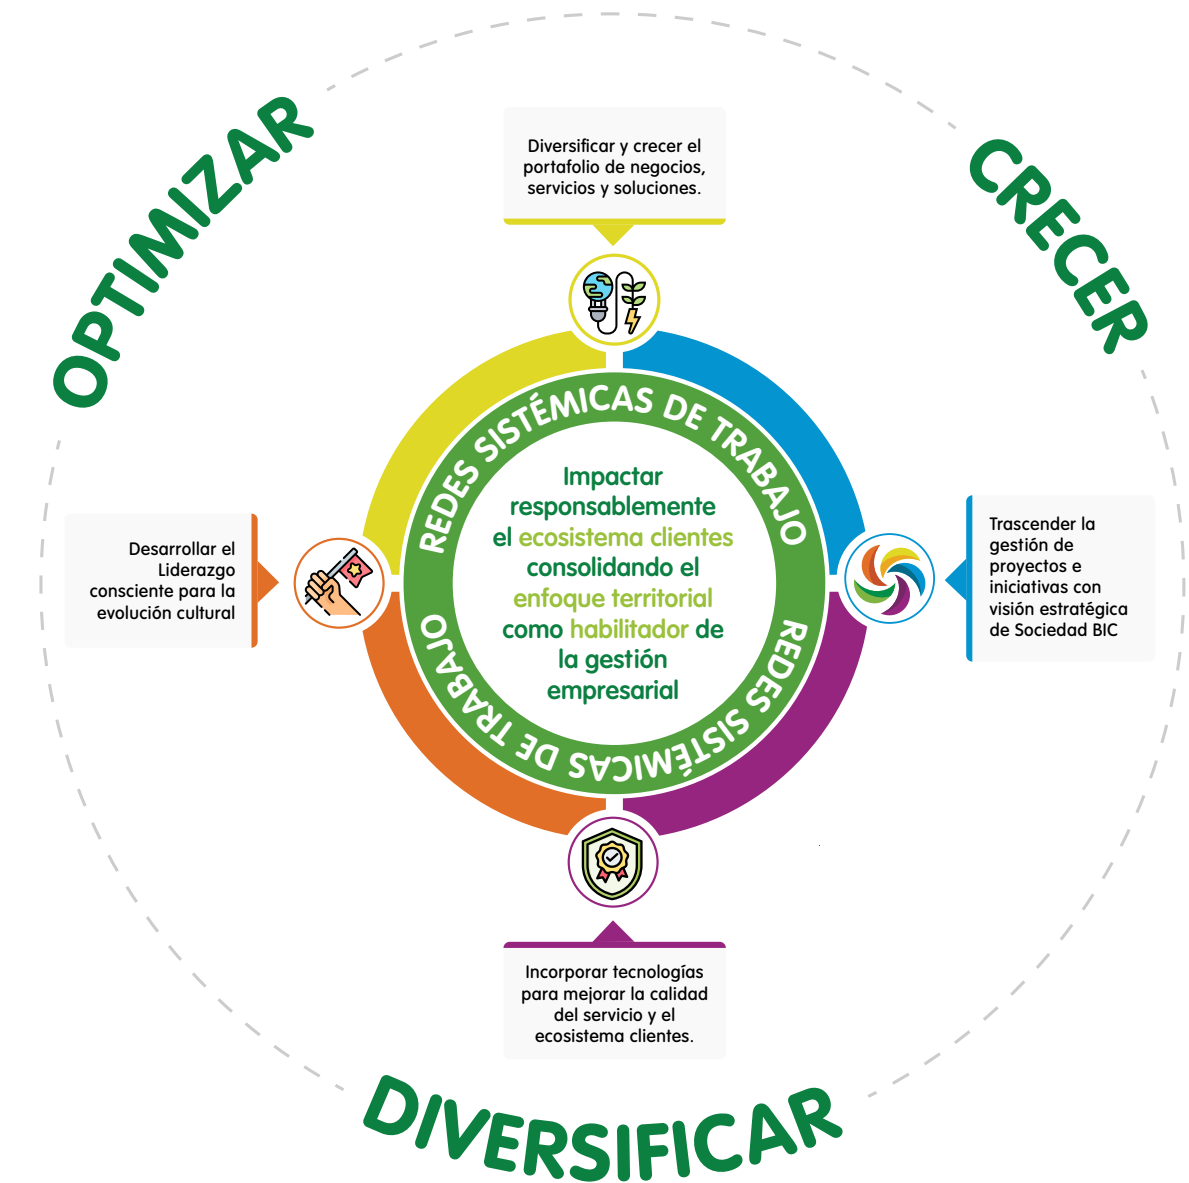 OPTIMIZAR
CRECER
Diversificar y crecer el
portafolio de negocios,
servicios y soluciones.
REDES SISTÉMICAS DE TRABAJO
Impactar
responsablemente
el ecosistema clientes
consolidando el
enfoque territorial
como habilitador de
la gestión
empresarial
REDES SISTÉMICAS DE TRABAJO
Desarrollar el
Liderazgo
consciente para la
evolución cultural
Trascender la
gestión de
proyectos e
iniciativas con
visión estratégica
de Sociedad BIC
Incorporar tecnologías
para mejorar la calidad
del servicio y el
ecosistema clientes.
DIVERSIFICAR